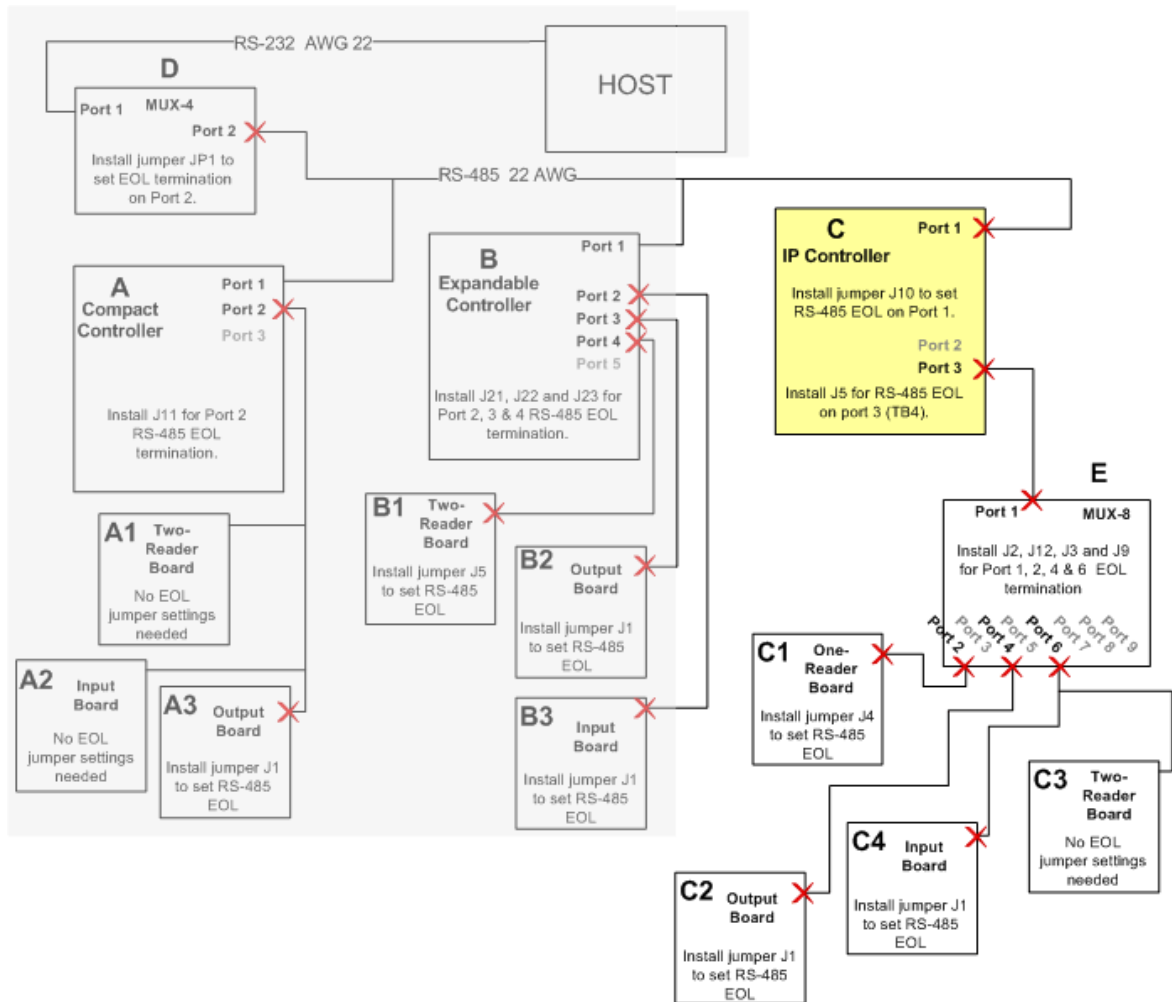 RS-232 AWG 22
HOST
D
MUX-4
Port 1
Port 2
Install jumper JP1 to
set EOL termination
on Port 2.
RS-485 22 AWG
A
Compact
Controller
Port 1
Port 2
Port 3
Install J11 for Port 2
RS-485 EOL
termination.
B
Expandable
Controller
Port 1
Port 2
Port 3
Port 4
Port 5
Install J21, J22 and J23 for
Port 2, 3 & 4 RS-485 EOL
termination.
C
IP Controller
Port 1
Install jumper J10 to set
RS-485 EOL on Port 1.
Port 2
Port 3
Install J5 for RS-485 EOL
on port 3 (TB4).
E
Port 1
MUX-8
Install J2, J12, J3 and J9
for Port 1, 2, 4 & 6 EOL
termination
Port 2
Port 3
Port 4
Port 5
Port 6
Port 7
Port 8
Port 9
A1
Two-
Reader
Board
No EOL
jumper settings
needed
A2
Input
Board
No EOL
jumper settings
needed
A3
Output
Board
Install jumper J1
to set RS-485
EOL
B1
Two-
Reader
Board
Install jumper J5
to set RS-485
EOL
B2
Output
Board
Install jumper J1
to set RS-485
EOL
B3
Input
Board
Install jumper J1
to set RS-485
EOL
C1
One-
Reader
Board
Install jumper J4
to set RS-485
EOL
C2
Output
Board
Install jumper J1
to set RS-485
EOL
C4
Input
Board
Install jumper J1
to set RS-485
EOL
C3
Two-
Reader
Board
No EOL
jumper settings
needed